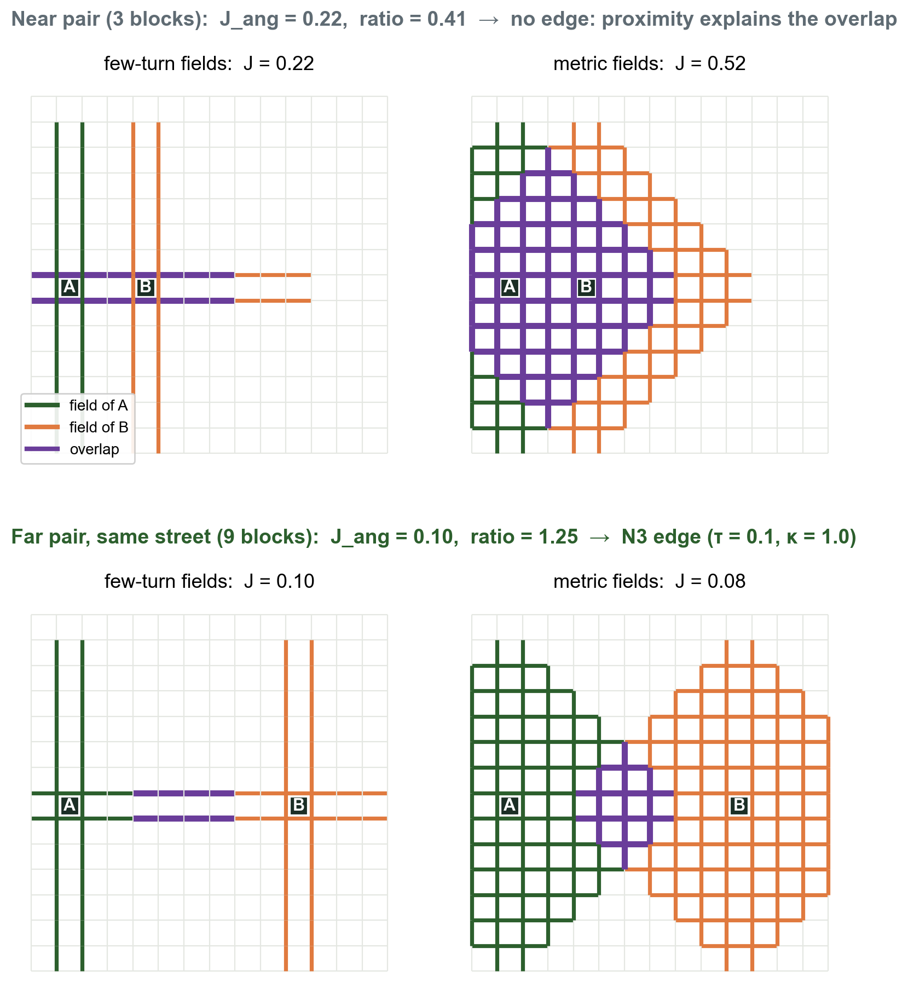 Near pair (3 blocks):  J_ang = 0.22,  ratio = 0.41  →  no edge: proximity explains the overlap
few-turn fields:  J = 0.22
metric fields:  J = 0.52
A
B
A
B
field of A
field of B
overlap
Far pair, same street (9 blocks):  J_ang = 0.10,  ratio = 1.25  →  N3 edge (τ = 0.1, κ = 1.0)
few-turn fields:  J = 0.10
metric fields:  J = 0.08
A
B
A
B